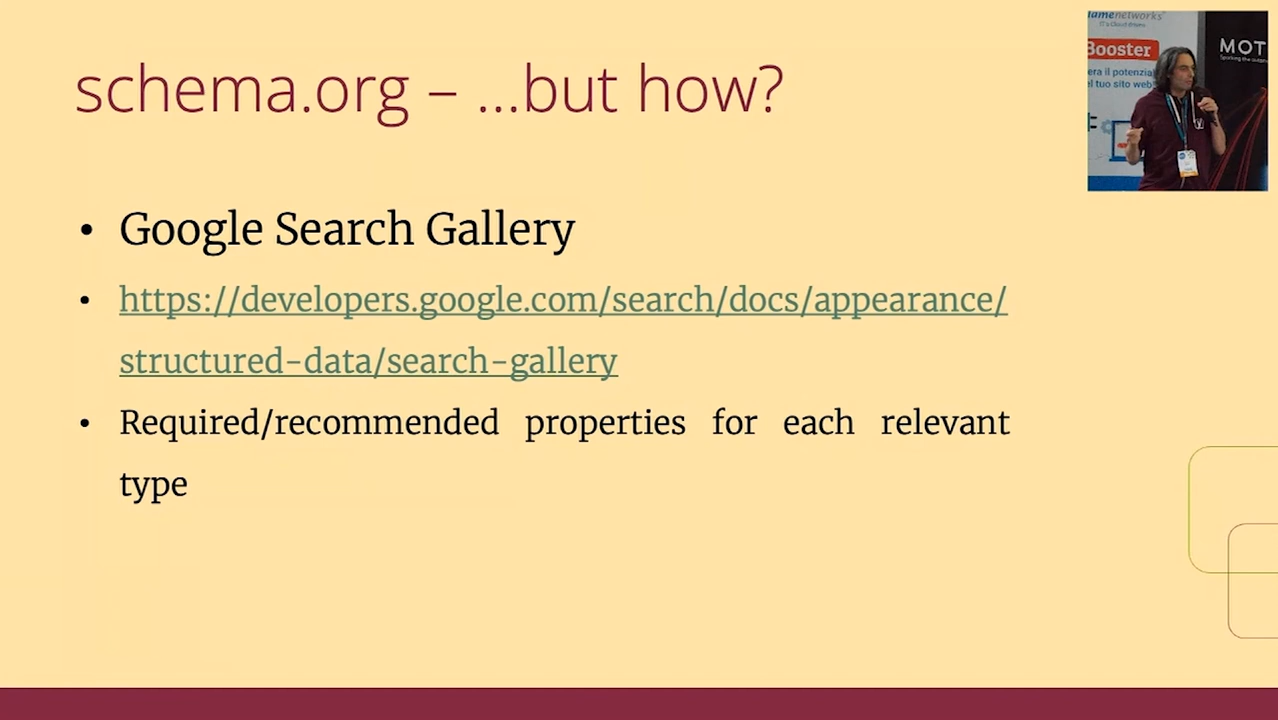 schema.org – ...but how?
• Google Search Gallery
• https://developers.google.com/search/docs/appearance/
structured-data/search-gallery
• Required/recommended properties for each relevant
type
Booster
MOT